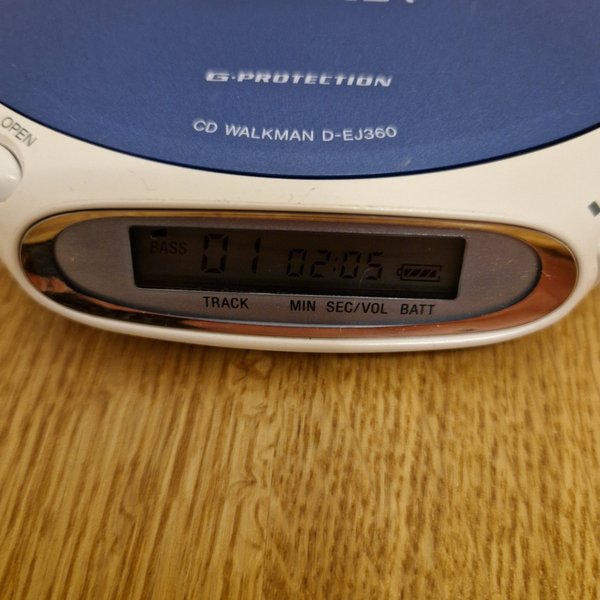 G-PROTECTION
CD WALKMAN D-EJ360
OPEN
BASS 01 02:05
TRACK MIN SEC/VOL BATT